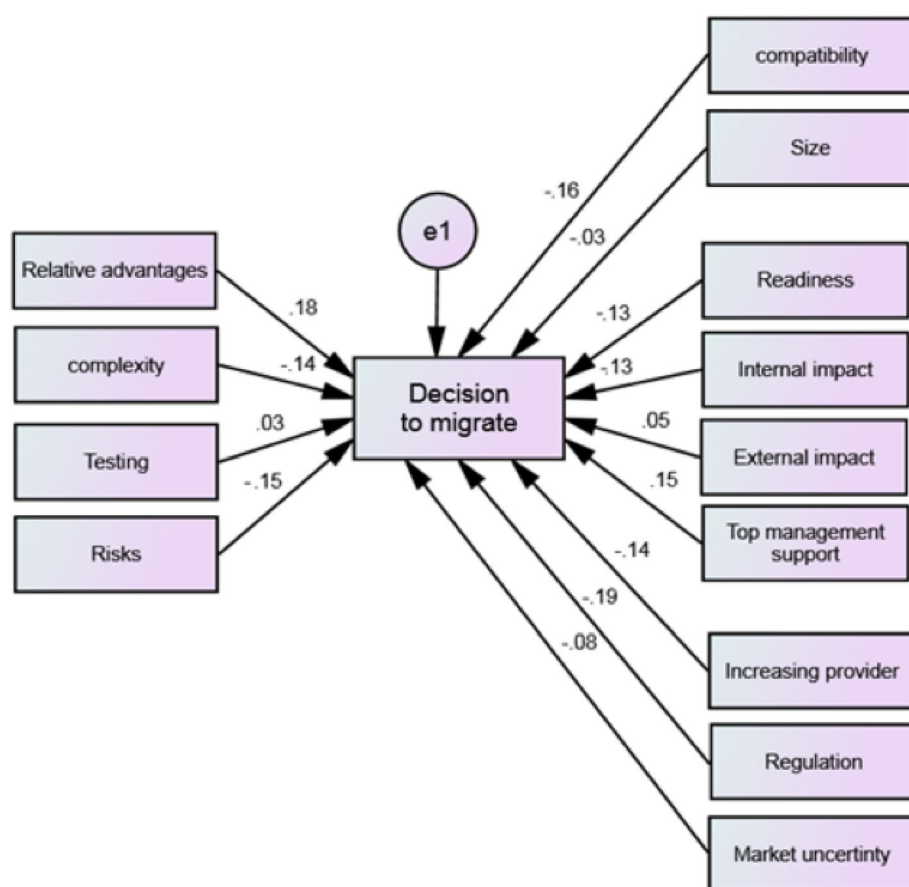 compatibility
Size
-.16
e1
-.03
Relative advantages
Readiness
.18
-.13
complexity
-.14
Decision
to migrate
-.13
Internal impact
.03
.05
Testing
External impact
-.15
.15
Risks
Top management
support
-.14
-.19
-.08
Increasing provider
Regulation
Market uncertinty